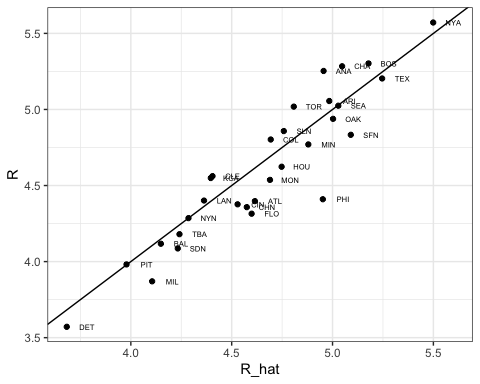 5.5
5.0
4.5
4.0
3.5
R
NYA
BOS
CHA
ANA
TEX
ARI
SEA
TOR
OAK
SLN
SFN
COL
MIN
HOU
CLE
KCA
MON
LAN
ATL
PHI
CIN
CHN
FLO
NYN
TBA
BAL
SDN
PIT
MIL
DET
4.0 4.5 5.0 5.5
R_hat